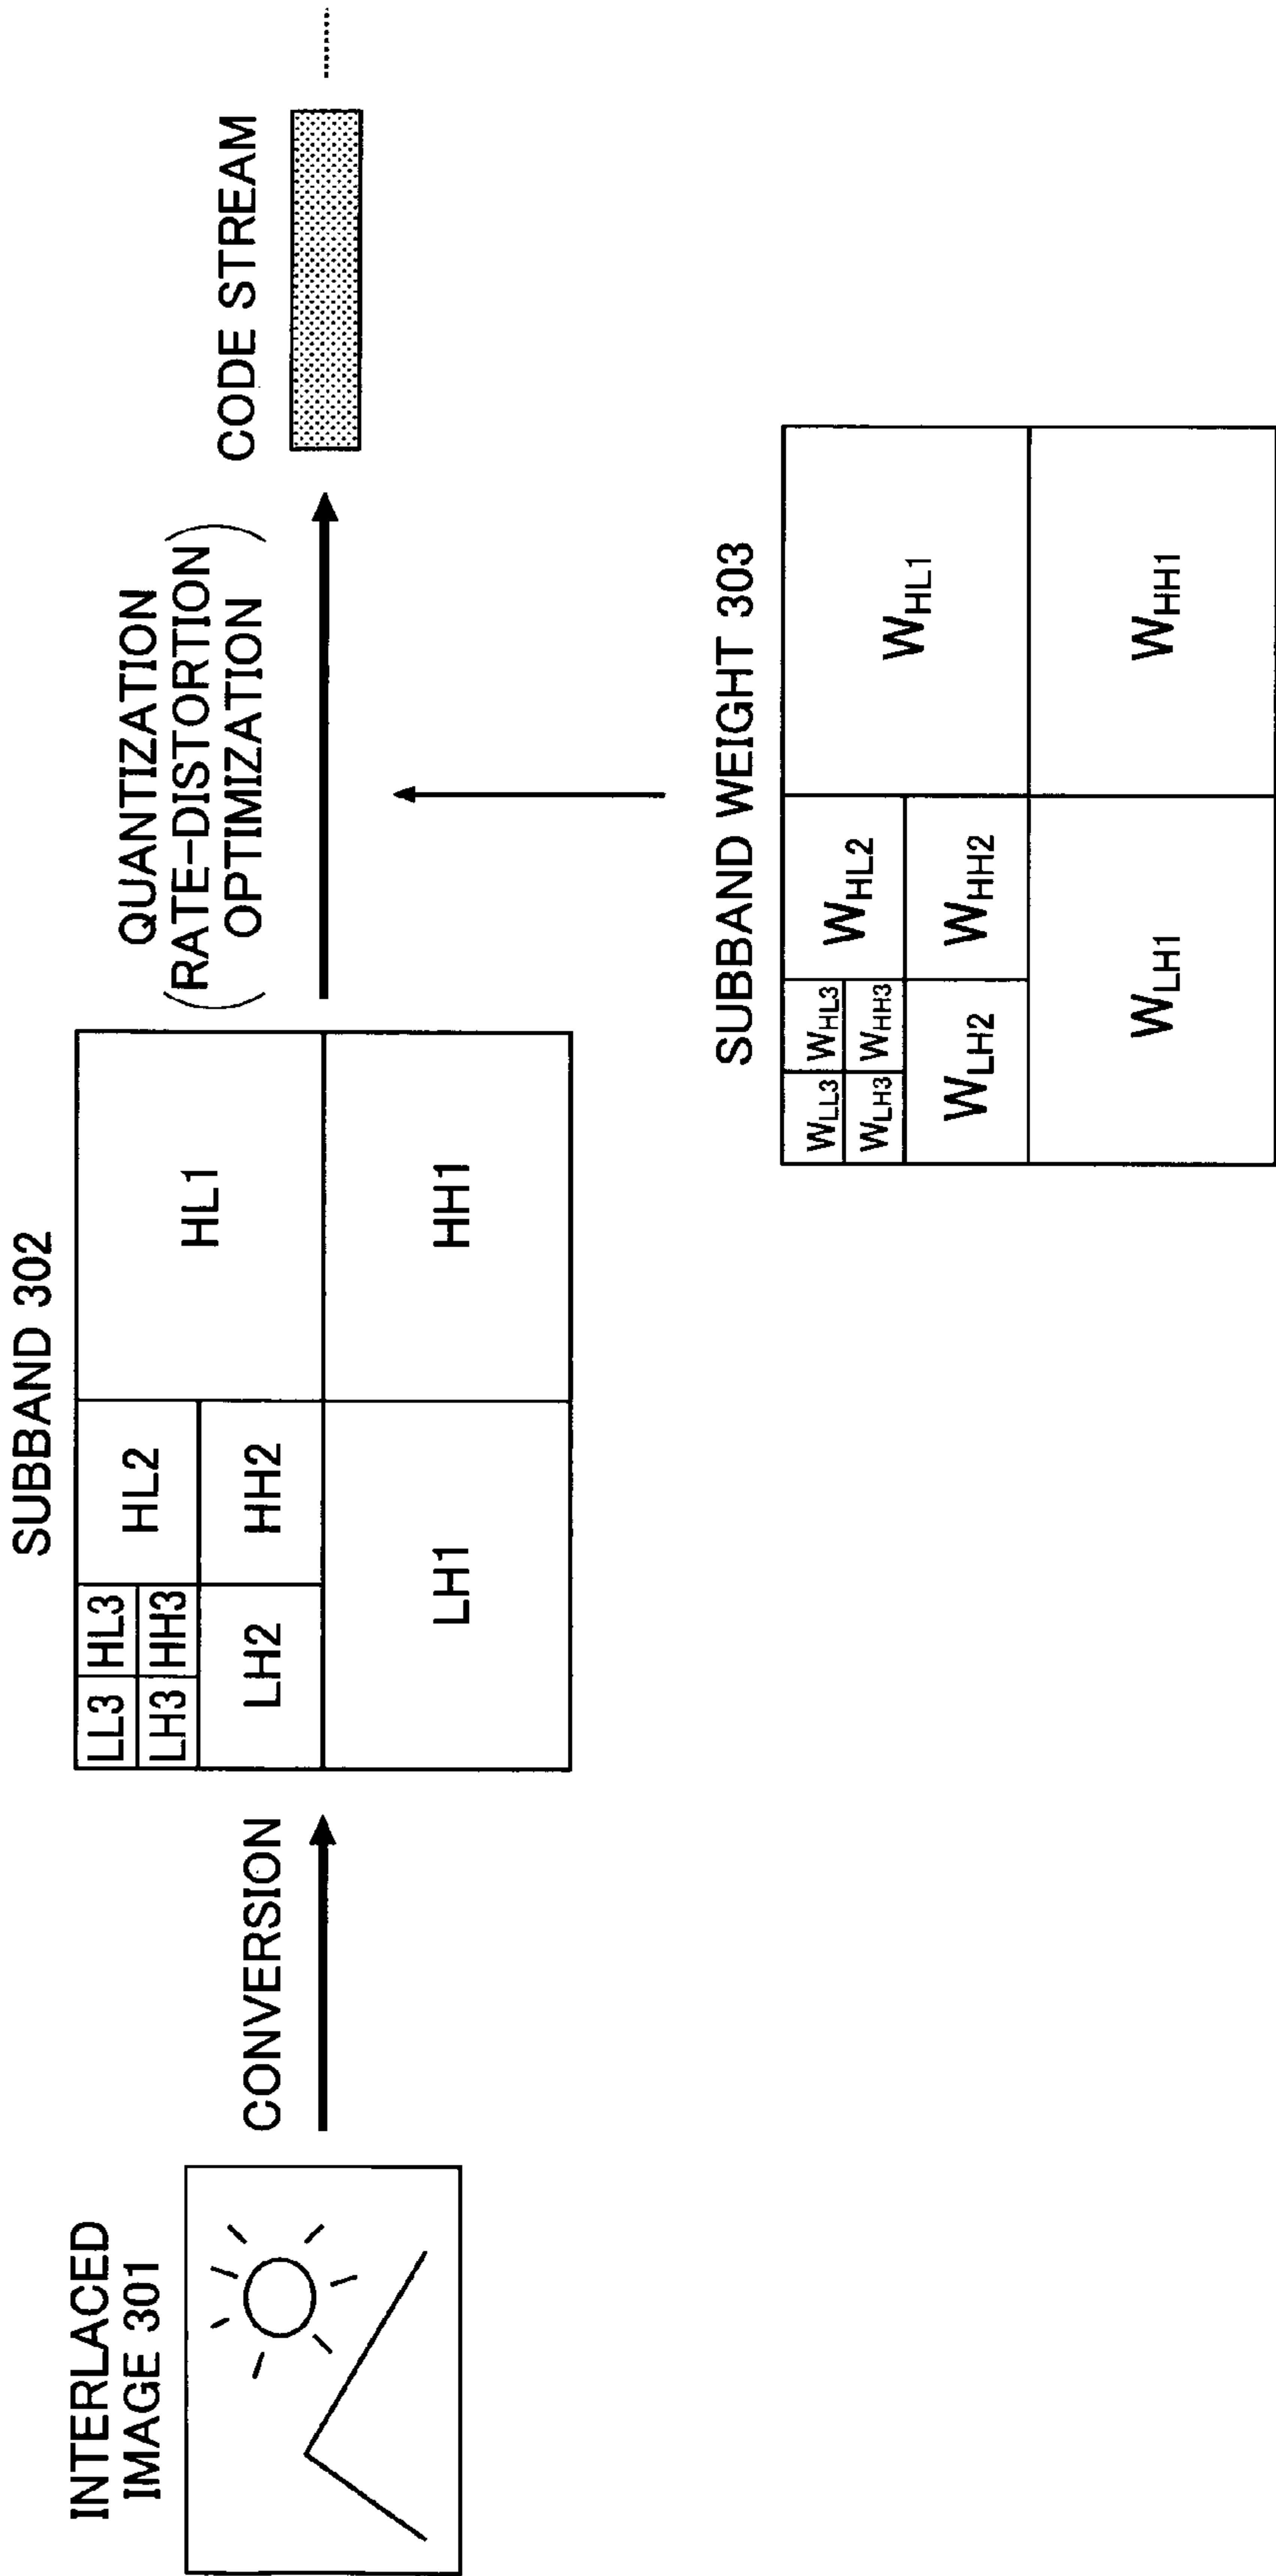 INTERLACED
IMAGE 301
CONVERSION
SUBBAND 302
LL3 HL3 HL2 HL1
LH3 HH3
LH2 HH2
LH1 HH1
QUANTIZATION
(RATE-DISTORTION
OPTIMIZATION)
CODE STREAM
SUBBAND WEIGHT 303
WLL3 WHL3 WHL2 WHL1
WLH3 WHH3
WLH2 WHH2
WLH1 WHH1